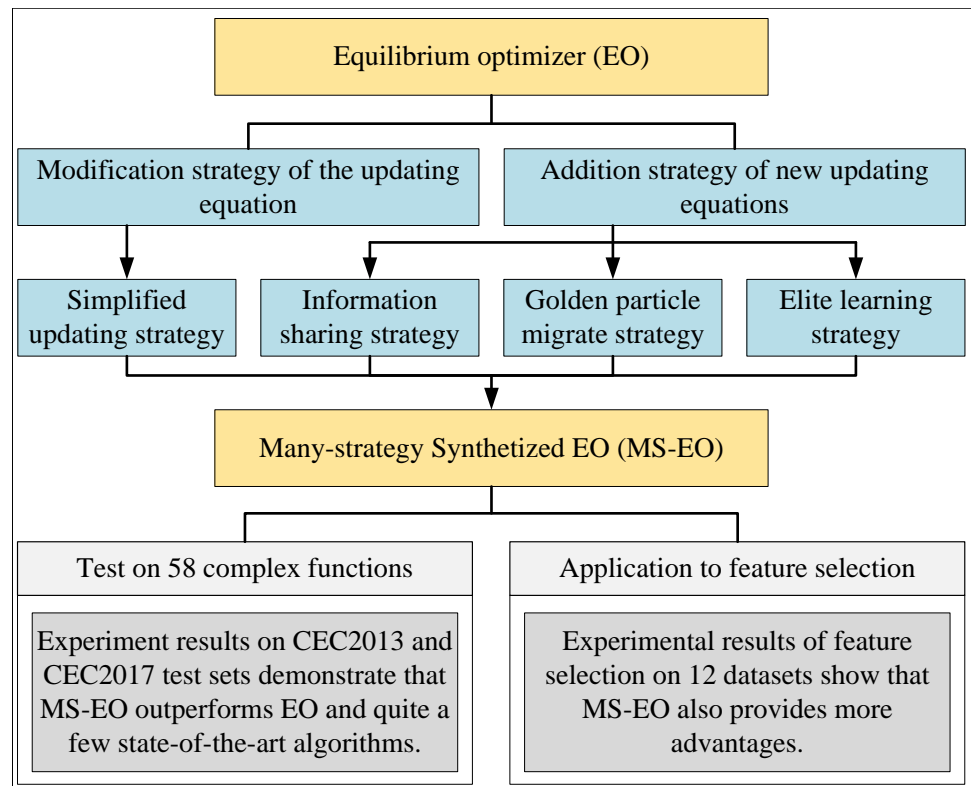 Equilibrium optimizer (EO)
Modification strategy of the updating
equation
Addition strategy of new updating
equations
Simplified
updating strategy
Information
sharing strategy
Golden particle
migrate strategy
Elite learning
strategy
Many-strategy Synthetized EO (MS-EO)
Test on 58 complex functions
Experiment results on CEC2013 and
CEC2017 test sets demonstrate that
MS-EO outperforms EO and quite a
few state-of-the-art algorithms.
Application to feature selection
Experimental results of feature
selection on 12 datasets show that
MS-EO also provides more
advantages.